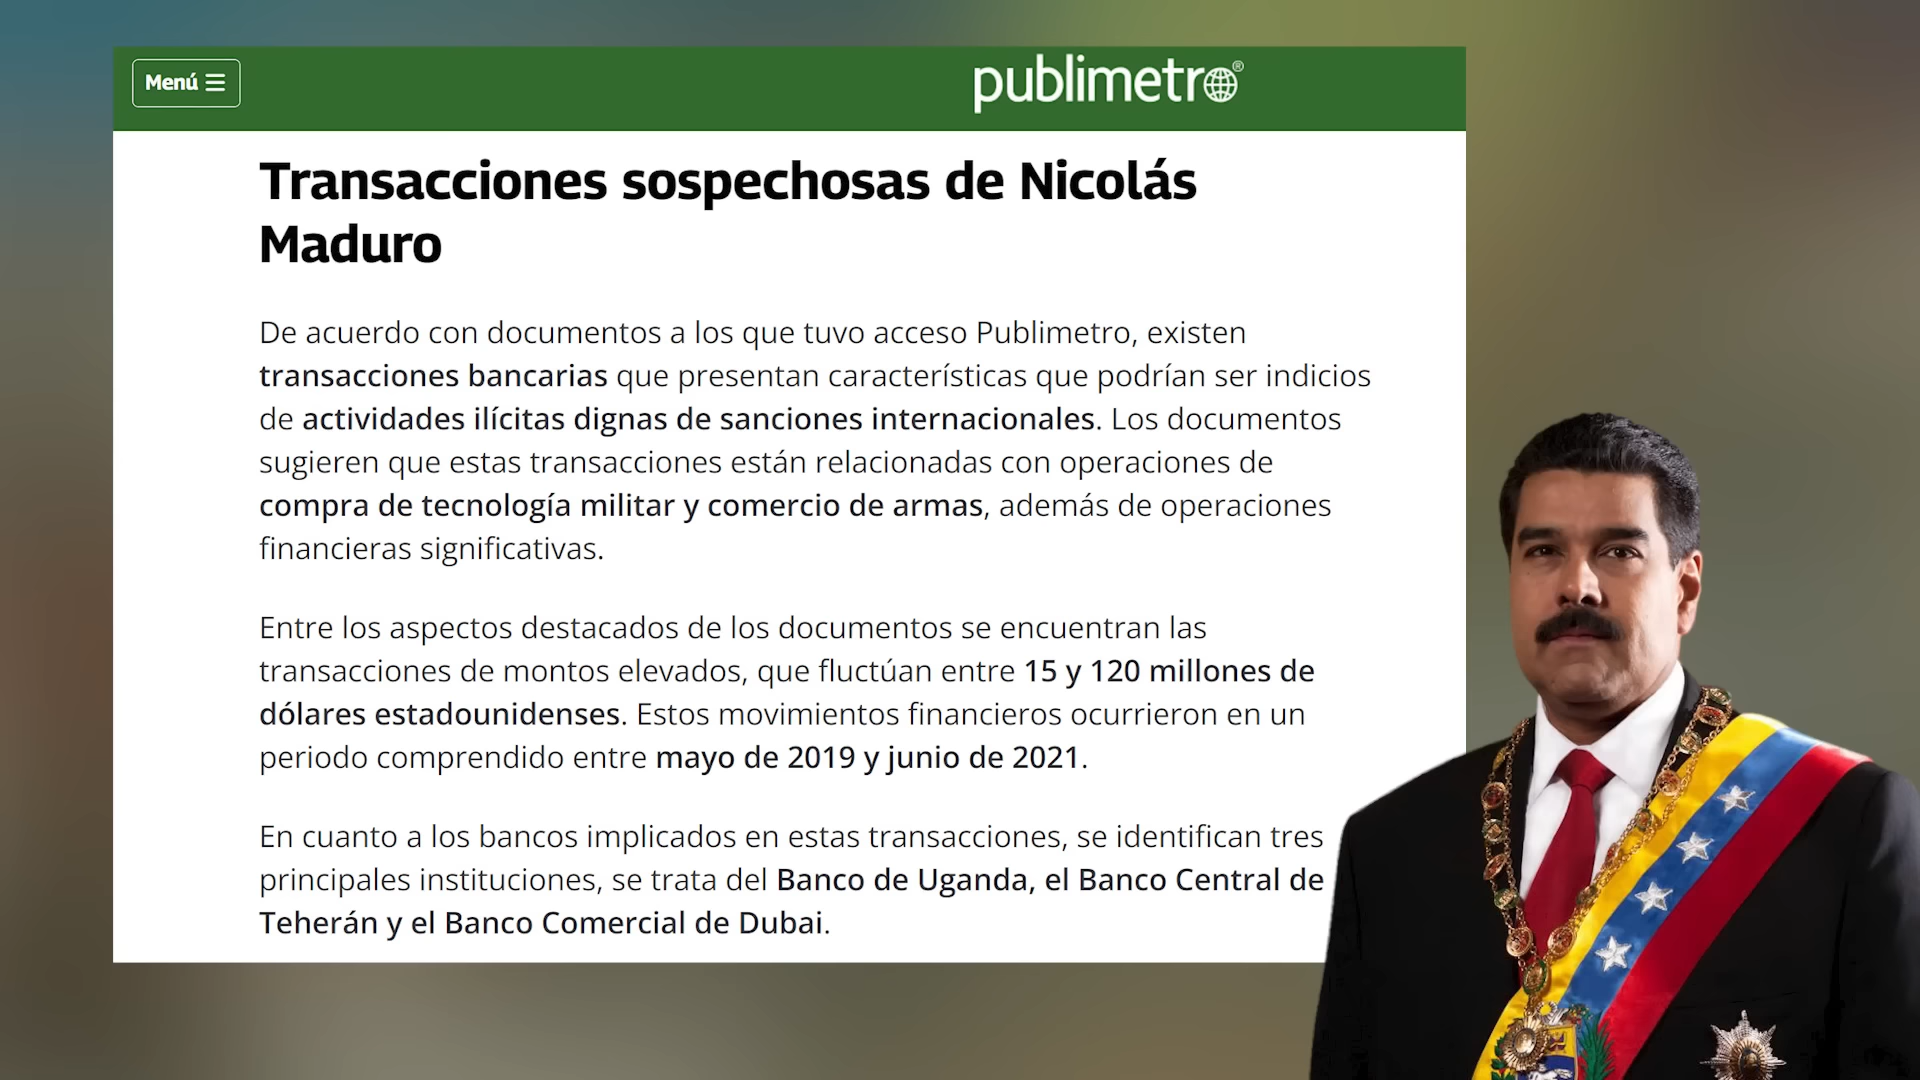 Menú
publimetro®
Transacciones sospechosas de Nicolás
Maduro
De acuerdo con documentos a los que tuvo acceso Publimetro, existen
transacciones bancarias que presentan características que podrían ser indicios
de actividades ilícitas dignas de sanciones internacionales. Los documentos
sugieren que estas transacciones están relacionadas con operaciones de
compra de tecnología militar y comercio de armas, además de operaciones
financieras significativas.
Entre los aspectos destacados de los documentos se encuentran las
transacciones de montos elevados, que fluctúan entre 15 y 120 millones de
dólares estadounidenses. Estos movimientos financieros ocurrieron en un
periodo comprendido entre mayo de 2019 y junio de 2021.
En cuanto a los bancos implicados en estas transacciones, se identifican tres
principales instituciones, se trata del Banco de Uganda, el Banco Central de
Teherán y el Banco Comercial de Dubai.